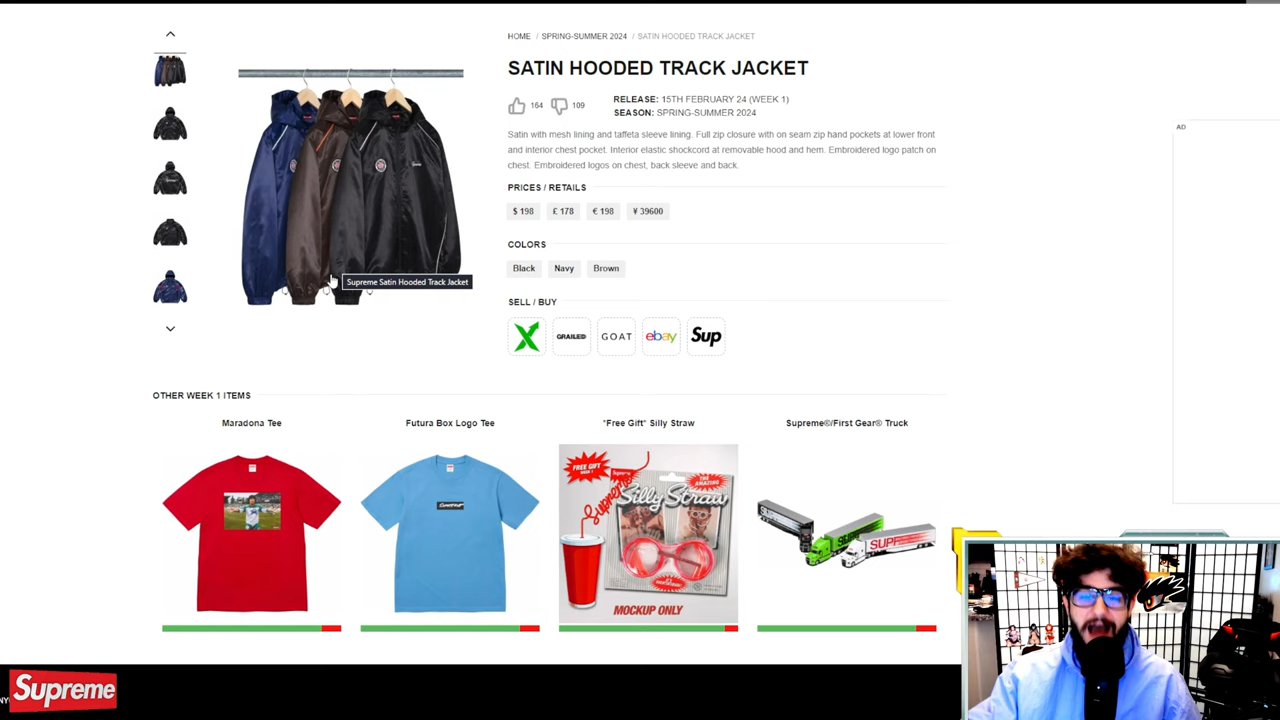 HOME / SPRING-SUMMER 2024 / SATIN HOODED TRACK JACKET
SATIN HOODED TRACK JACKET
164 109
RELEASE: 15TH FEBRUARY 24 (WEEK 1)
SEASON: SPRING-SUMMER 2024
Satin with mesh lining and taffeta sleeve lining. Full zip closure with on seam zip hand pockets at lower front
and interior chest pocket. Interior elastic shockcord at removable hood and hem. Embroidered logo patch on
chest. Embroidered logos on chest, back sleeve and back.
PRICES / RETAILS
$ 198 £ 178 € 198 ¥ 39600
COLORS
Black Navy Brown
Supreme Satin Hooded Track Jacket
SELL / BUY
X GRAILED GOAT ebay Sup
AD
OTHER WEEK 1 ITEMS
Maradona Tee Futura Box Logo Tee *Free Gift* Silly Straw Supreme®/First Gear® Truck
FREE GIFT
THE AMAZING
Silly Straw
Supreme
MOCKUP ONLY
SUPREME
Supreme
NY